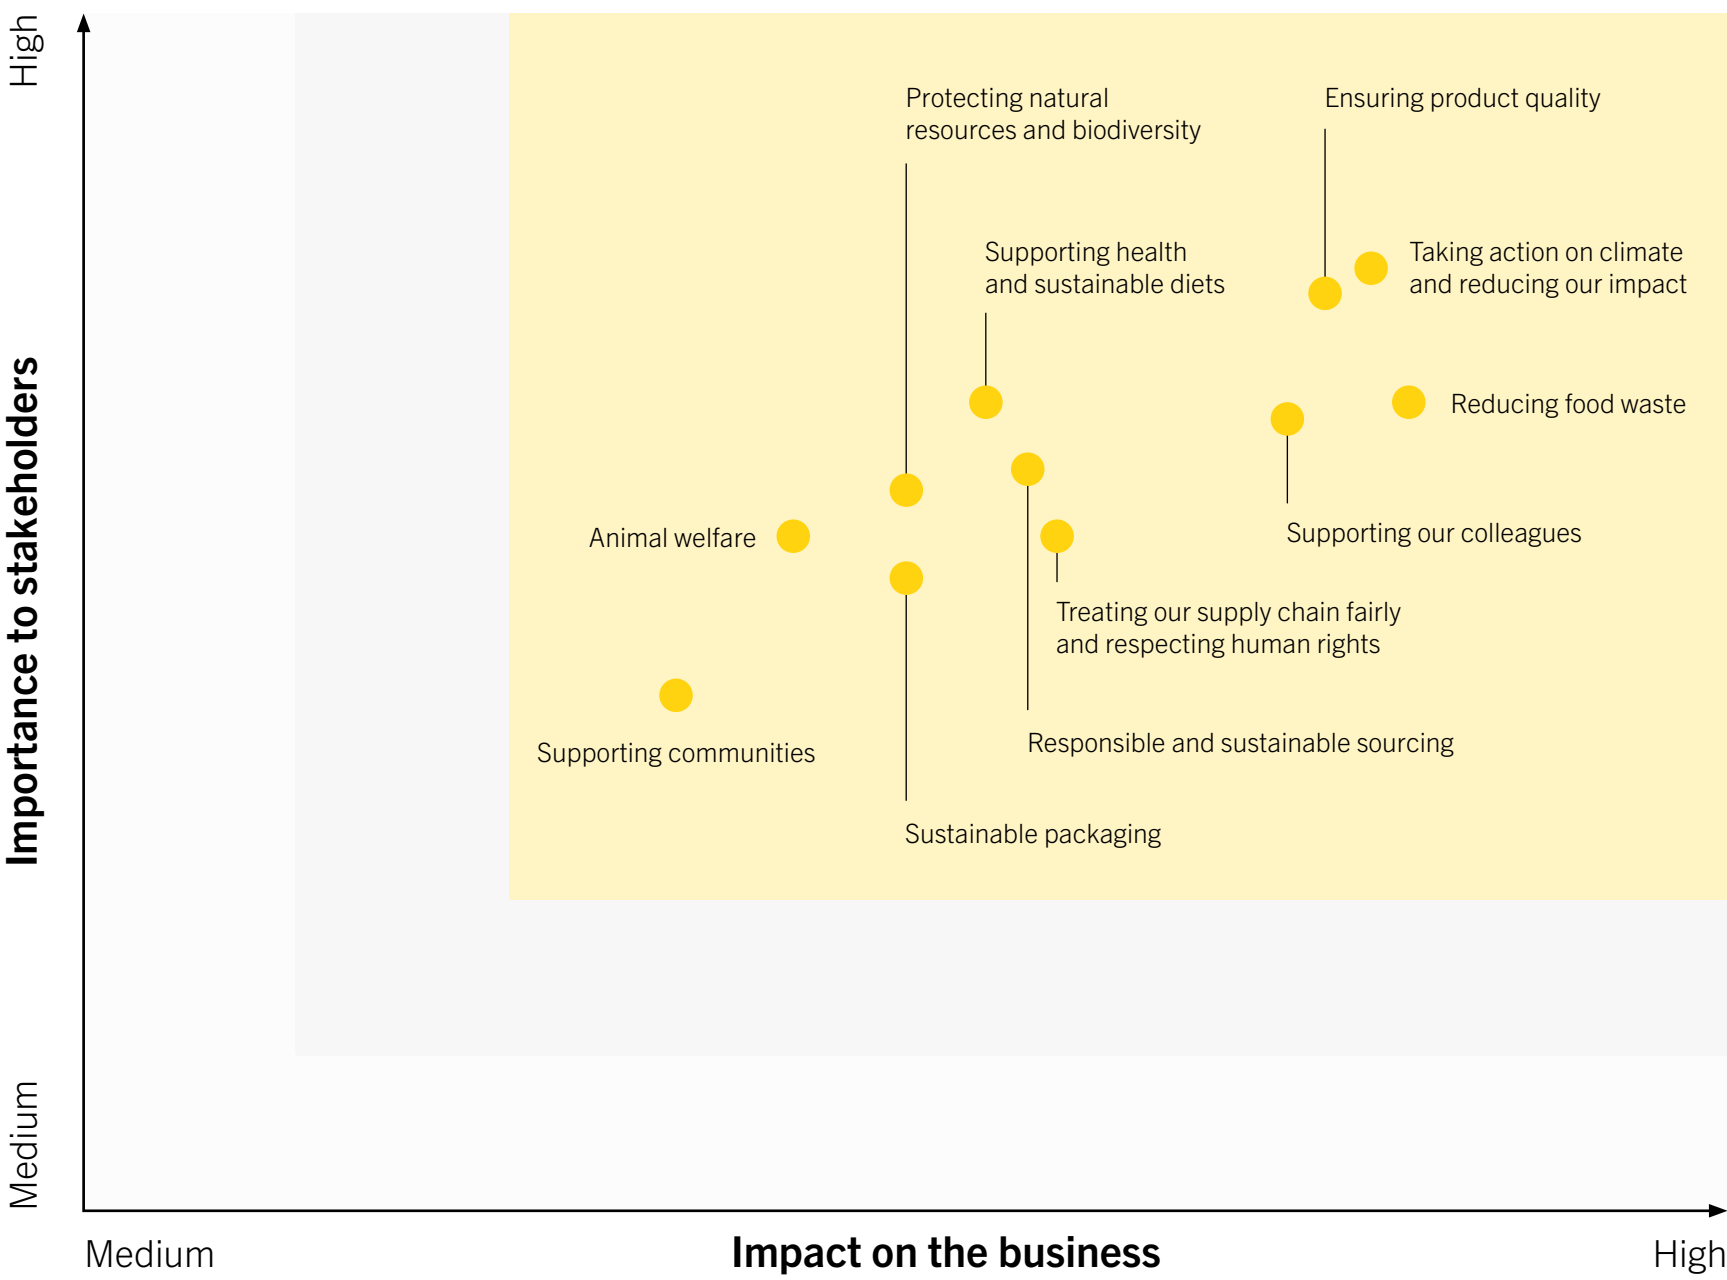 High
Protecting natural
resources and biodiversity
Ensuring product quality
Supporting health
and sustainable diets
Taking action on climate
and reducing our impact
Reducing food waste
Animal welfare
Supporting our colleagues
Treating our supply chain fairly
and respecting human rights
Responsible and sustainable sourcing
Supporting communities
Sustainable packaging
Importance to stakeholders
Medium
Medium
Impact on the business
High